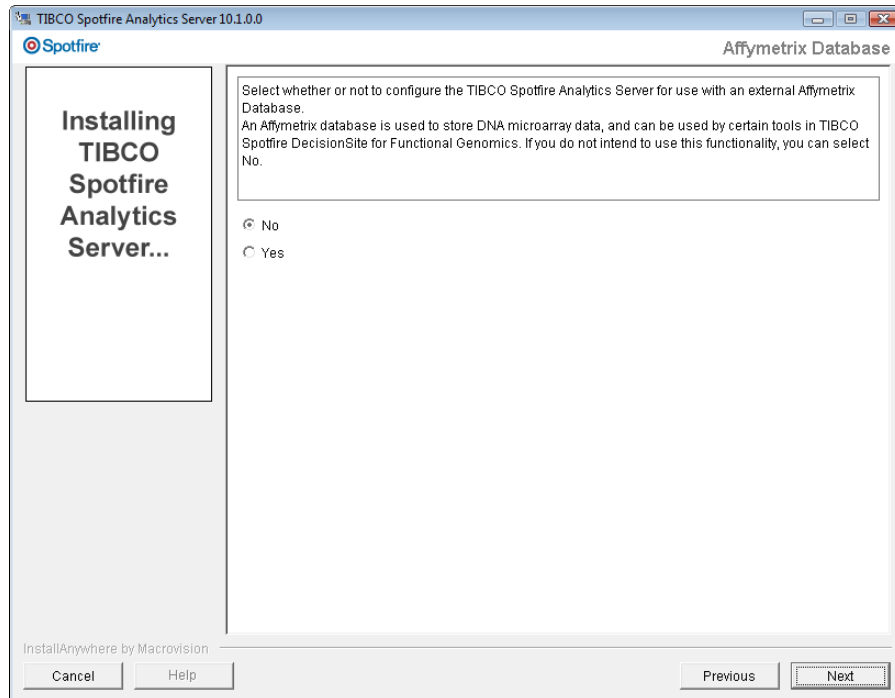 TIBCO Spotfire Analytics Server 10.1.0.0
Spotfire
Affymetrix Database
Installing
TIBCO
Spotfire
Analytics
Server...
Select whether or not to configure the TIBCO Spotfire Analytics Server for use with an external Affymetrix
Database.
An Affymetrix database is used to store DNA microarray data, and can be used by certain tools in TIBCO
Spotfire DecisionSite for Functional Genomics. If you do not intend to use this functionality, you can select
No.
No
Yes
InstallAnywhere by Macrovision
Cancel
Help
Previous
Next